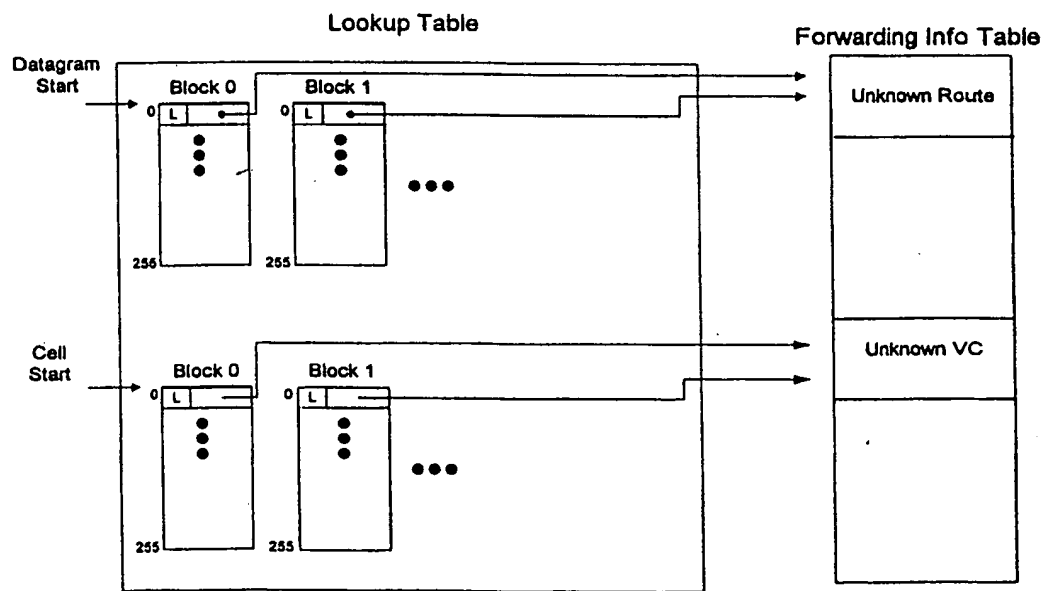 Lookup Table
Forwarding Info Table
Datagram
Start
Block 0
Block 1
0
L
0
L
Unknown Route
255
255
Cell
Start
Block 0
Block 1
0
L
0
L
Unknown VC
255
255